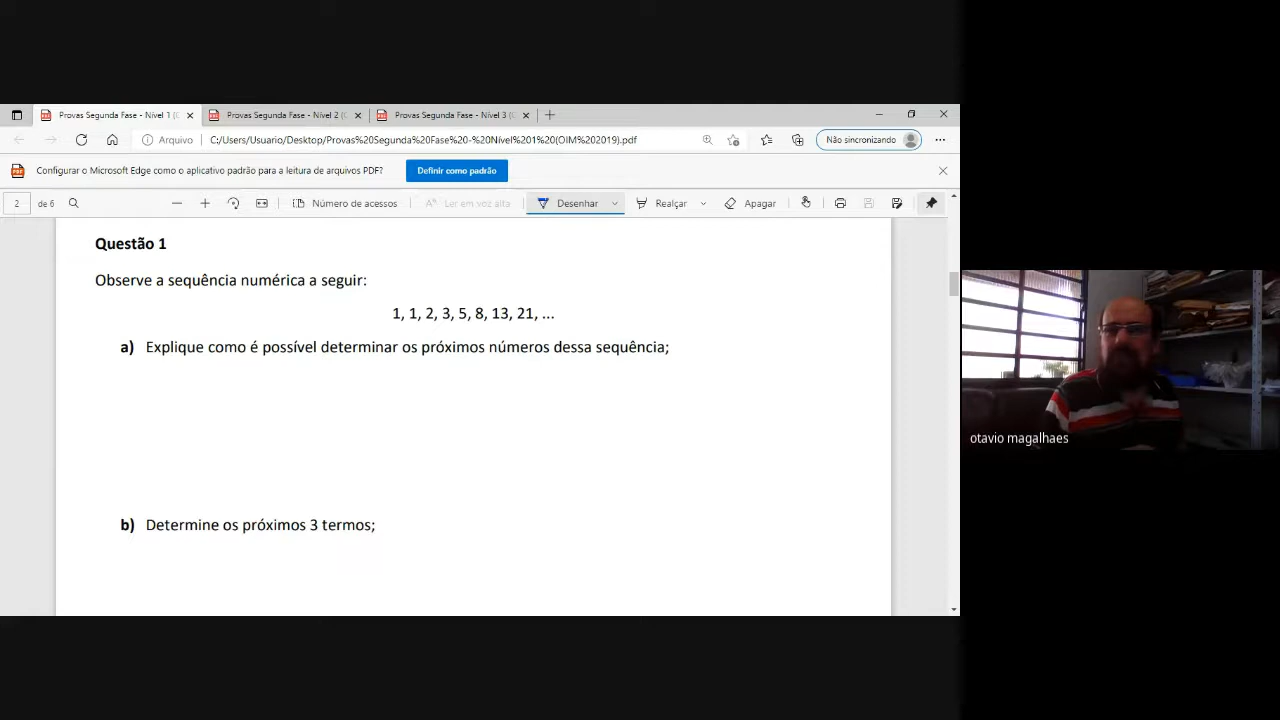 Provas Segunda Fase - Nível 1 (
Provas Segunda Fase - Nível 2 (
Provas Segunda Fase - Nível 3 (
Arquivo
C:/Users/Usuario/Desktop/Provas%20Segunda%20Fase%20-%20Nível%201%20(OIM%202019).pdf
Não sincronizando
Configurar o Microsoft Edge como o aplicativo padrão para a leitura de arquivos PDF?
Definir como padrão
2 de 6
Número de acessos
Ler em voz alta
Desenhar
Realçar
Apagar
Questão 1
Observe a sequência numérica a seguir:
1, 1, 2, 3, 5, 8, 13, 21, ...
a) Explique como é possível determinar os próximos números dessa sequência;
otavio magalhaes
b) Determine os próximos 3 termos;